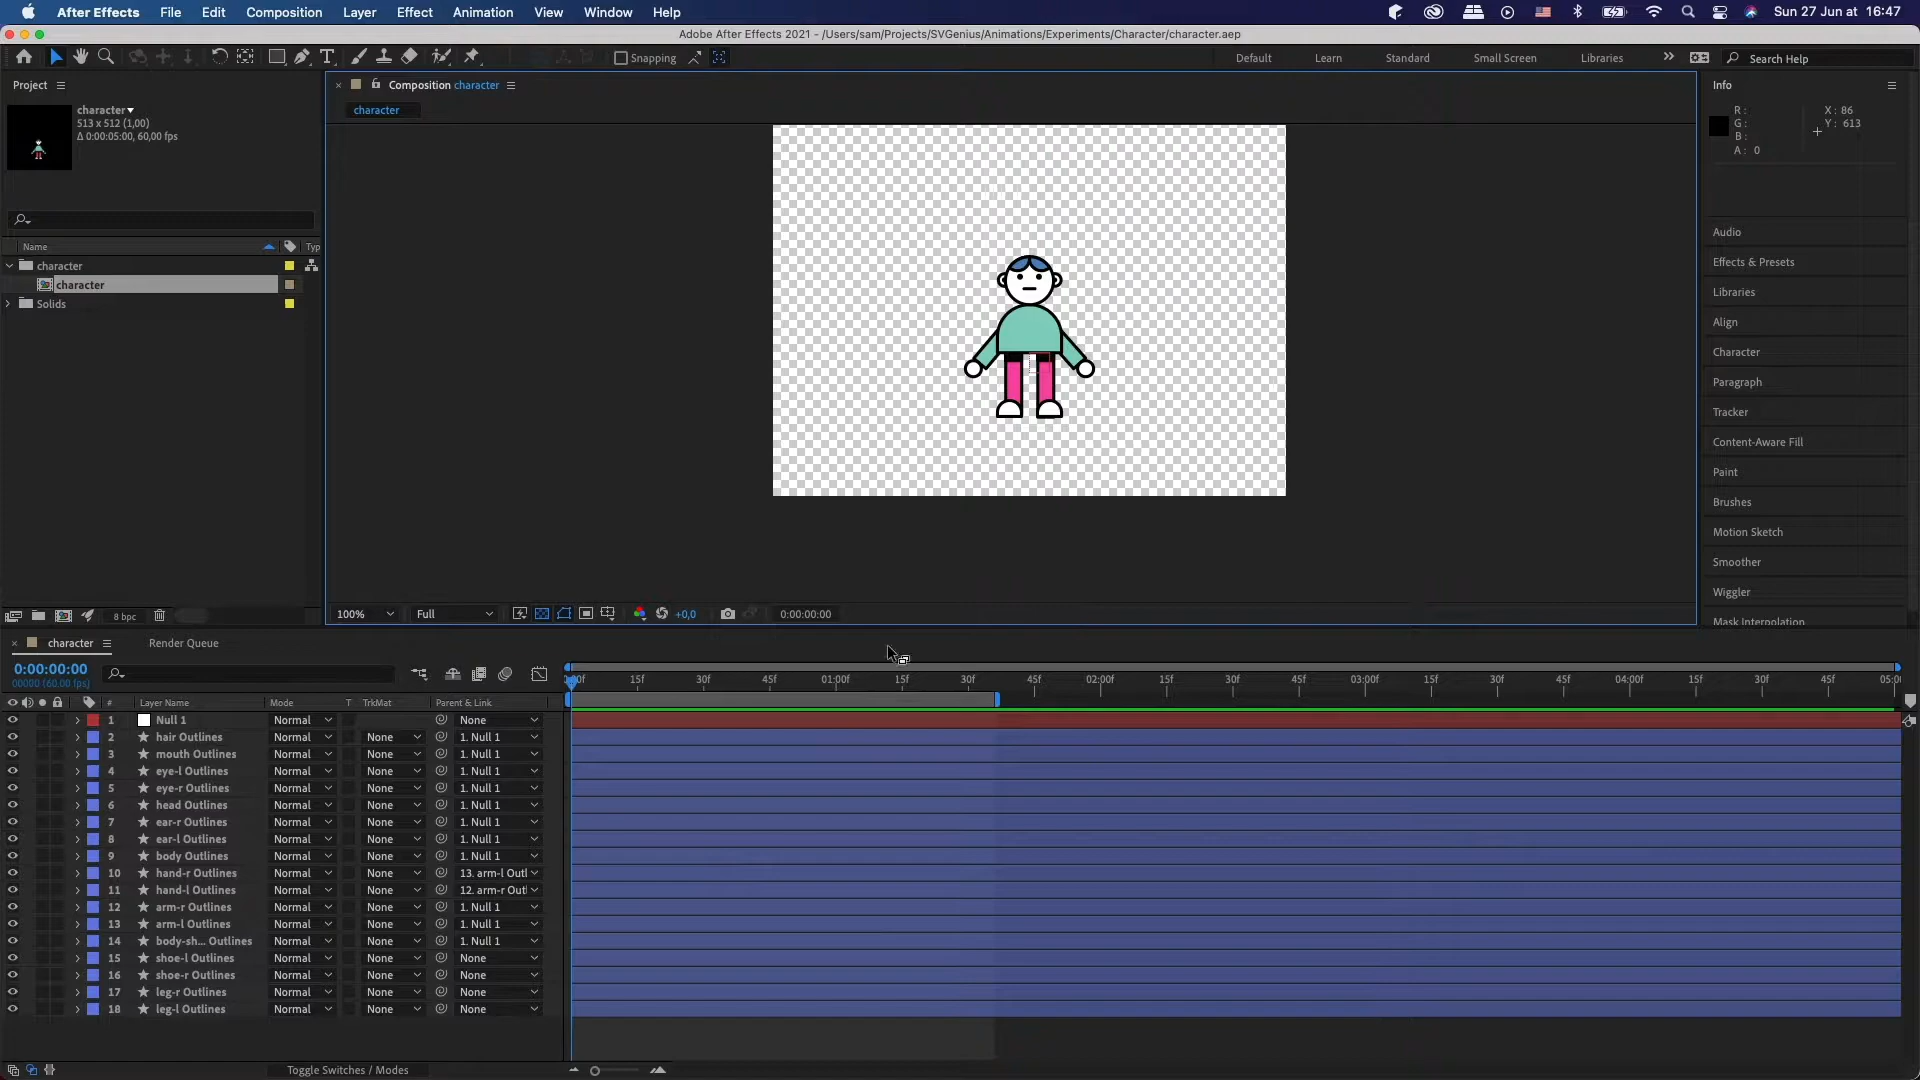 After Effects File Edit Composition Layer Effect Animation View Window Help Sun 27 Jun at 16:47
Adobe After Effects 2021 - /Users/sam/Projects/SVGenius/Animations/Experiments/Character/character.aep
Snapping Default Learn Standard Small Screen Libraries Search Help
Project Composition character Info
character
513 x 512 (1,00)
Δ 0:00:05:00, 60,00 fps
character
R :
G :
B :
A : 0
X : 86
Y : 613
Name Typ
character
character
Solids
Audio
Effects & Presets
Libraries
Align
Character
Paragraph
Tracker
Content-Aware Fill
Paint
Brushes
Motion Sketch
Smoother
Wiggler
Mask Interpolation
8 bpc 100% Full +0,0 0:00:00:00
character Render Queue
0:00:00:00
00000 (60.00 fps)
15f 30f 45f 01:00f 15f 30f 45f 02:00f 15f 30f 45f 03:00f 15f 30f 45f 04:00f 15f 30f 45f 05:0
# Layer Name Mode T TrkMat Parent & Link
1 Null 1 Normal None
2 hair Outlines Normal None 1. Null 1
3 mouth Outlines Normal None 1. Null 1
4 eye-l Outlines Normal None 1. Null 1
5 eye-r Outlines Normal None 1. Null 1
6 head Outlines Normal None 1. Null 1
7 ear-r Outlines Normal None 1. Null 1
8 ear-l Outlines Normal None 1. Null 1
9 body Outlines Normal None 1. Null 1
10 hand-r Outlines Normal None 13. arm-l Outl
11 hand-l Outlines Normal None 12. arm-r Outl
12 arm-r Outlines Normal None 1. Null 1
13 arm-l Outlines Normal None 1. Null 1
14 body-sh... Outlines Normal None 1. Null 1
15 shoe-l Outlines Normal None None
16 shoe-r Outlines Normal None None
17 leg-r Outlines Normal None None
18 leg-l Outlines Normal None None
Toggle Switches / Modes